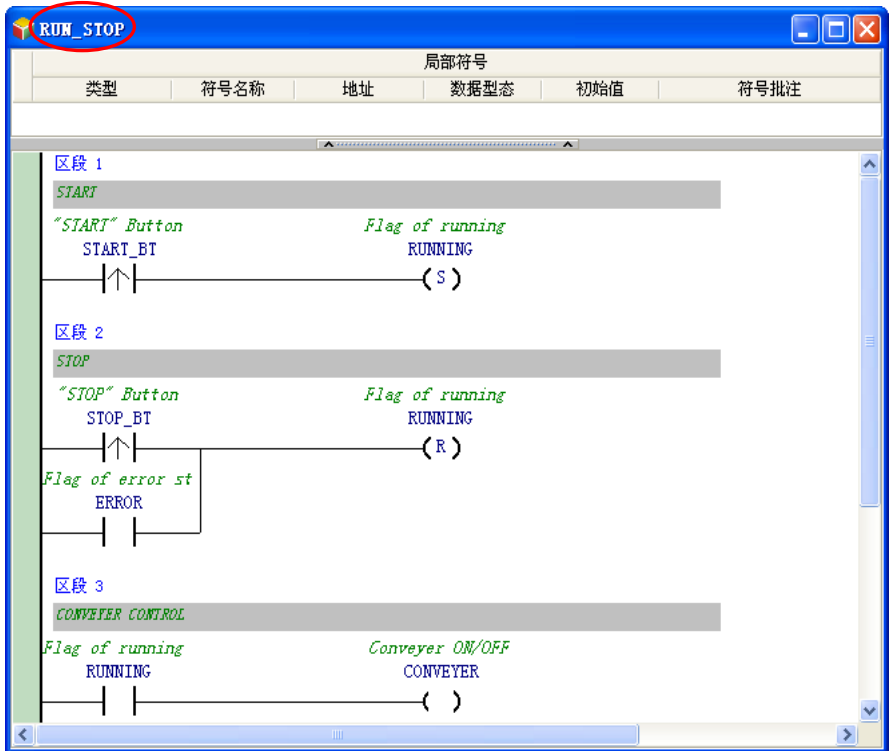 RUN_STOP
局部符号
类型 符号名称 地址 数据型态 初始值 符号批注
区段 1
START
"START" Button Flag of running
START_BT RUNNING
S
区段 2
STOP
"STOP" Button Flag of running
STOP_BT RUNNING
R
Flag of error st
ERROR
区段 3
CONVEYER CONTROL
Flag of running Conveyer ON/OFF
RUNNING CONVEYER